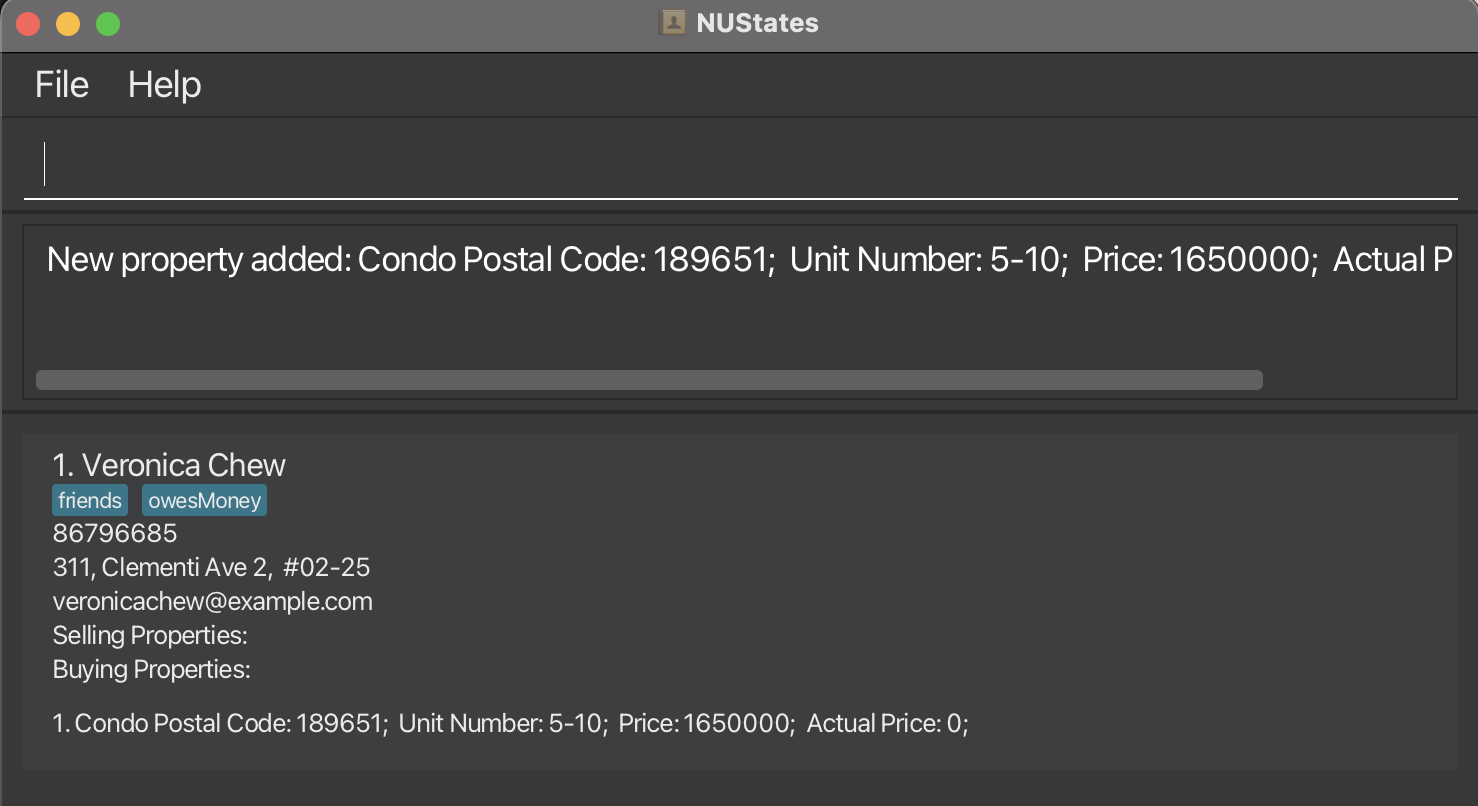 NUStates
File Help
New property added: Condo Postal Code: 189651; Unit Number: 5-10; Price: 1650000; Actual P
1. Veronica Chew
friends owesMoney
86796685
311, Clementi Ave 2, #02-25
veronicachew@example.com
Selling Properties:
Buying Properties:
1. Condo Postal Code: 189651; Unit Number: 5-10; Price: 1650000; Actual Price: 0;